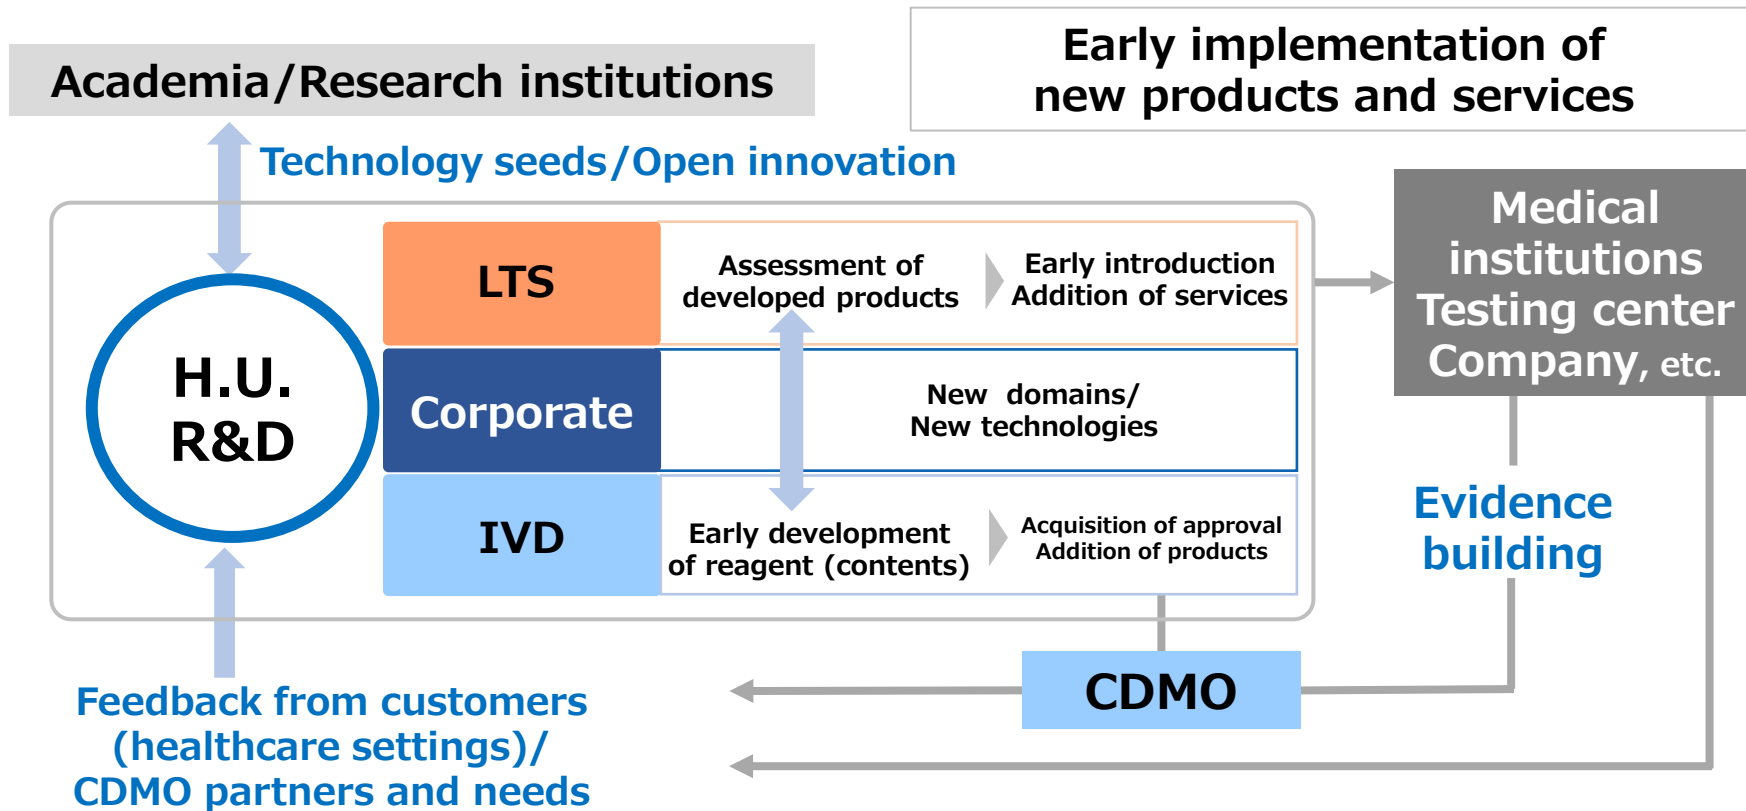 Early implementation of
new products and services
Academia/Research institutions
Technology seeds/Open innovation
H.U.
R&D
LTS
Assessment of
developed products
Early introduction
Addition of services
Corporate
New domains/
New technologies
IVD
Early development
of reagent (contents)
Acquisition of approval
Addition of products
Medical
institutions
Testing center
Company, etc.
Evidence
building
CDMO
Feedback from customers
(healthcare settings)/
CDMO partners and needs